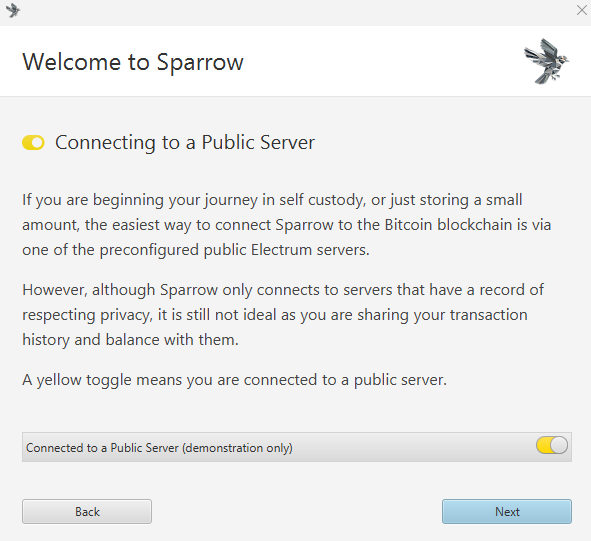 Welcome to Sparrow
Connecting to a Public Server
If you are beginning your journey in self custody, or just storing a small
amount, the easiest way to connect Sparrow to the Bitcoin blockchain is via
one of the preconfigured public Electrum servers.
However, although Sparrow only connects to servers that have a record of
respecting privacy, it is still not ideal as you are sharing your transaction
history and balance with them.
A yellow toggle means you are connected to a public server.
Connected to a Public Server (demonstration only)
Back
Next